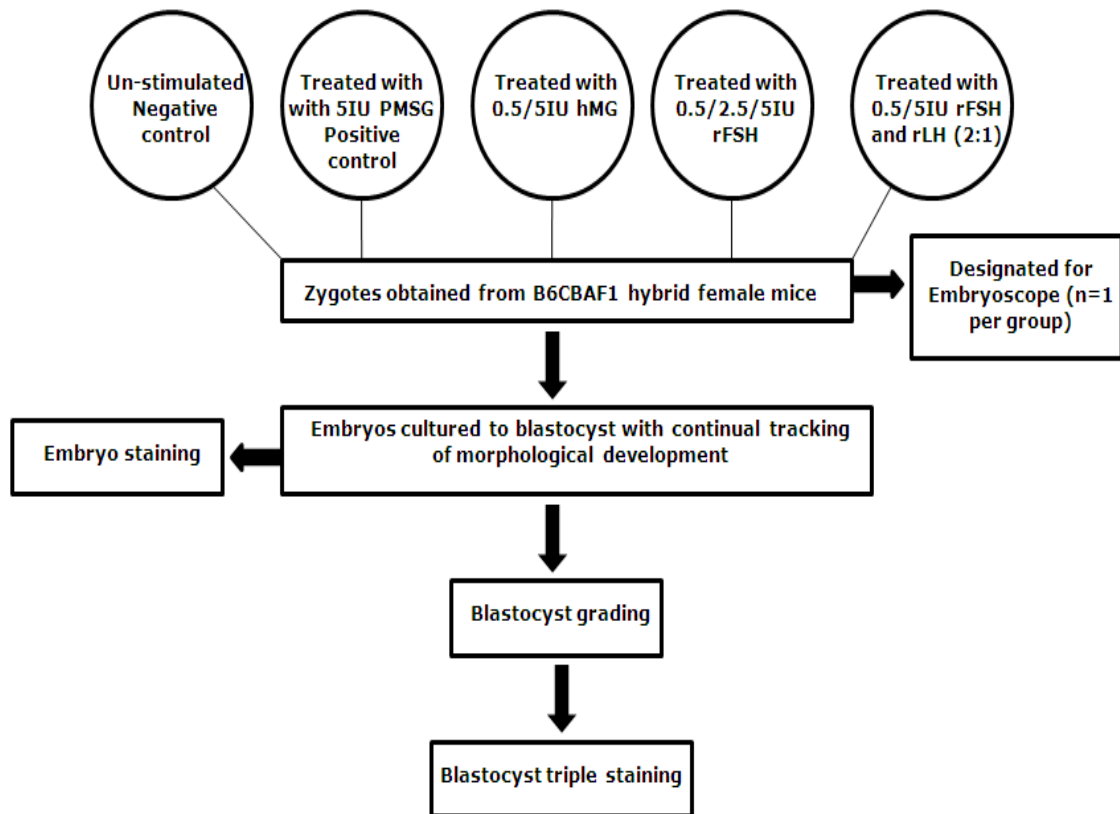 Un-stimulated
Negative
control
Treated with
with 5IU PMSG
Positive
control
Treated with
0.5/5IU hMG
Treated with
0.5/2.5/5IU
rFSH
Treated with
0.5/5IU rFSH
and rLH (2:1)
Zygotes obtained from B6CBAF1 hybrid female mice
Designated for
Embryoscope (n=1
per group)
Embryos cultured to blastocyst with continual tracking
of morphological development
Embryo staining
Blastocyst grading
Blastocyst triple staining